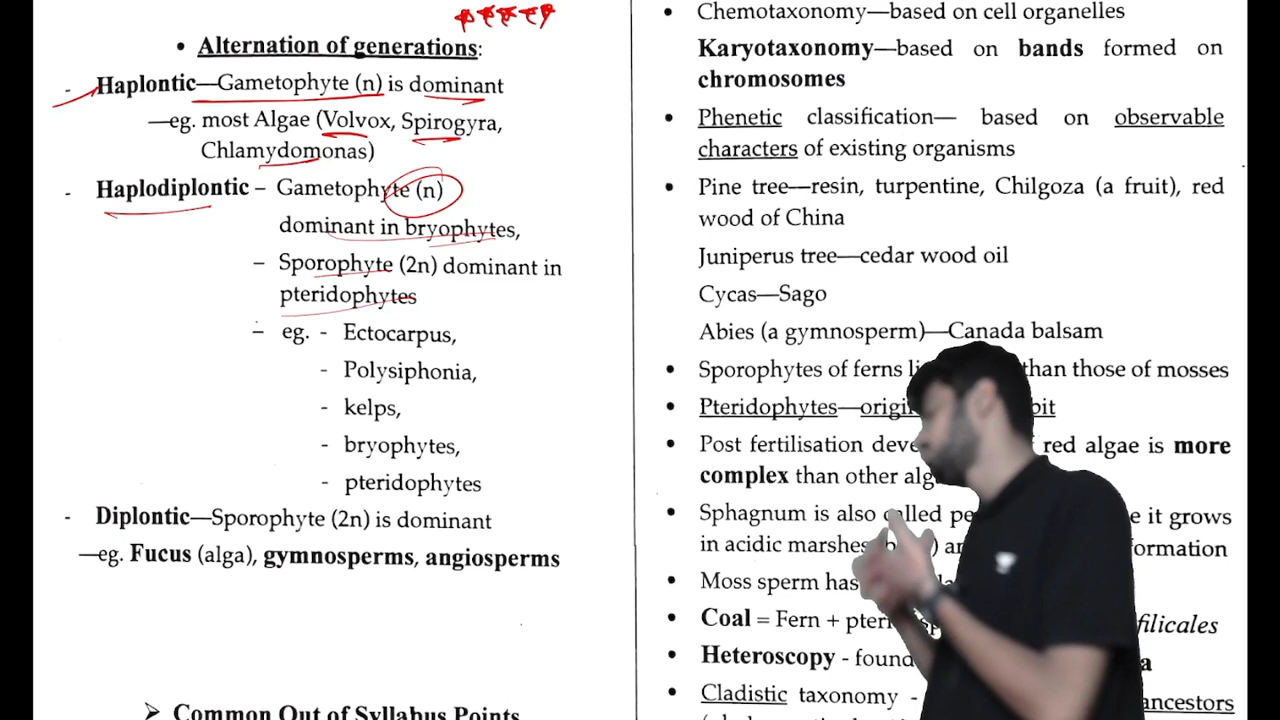 • Alternation of generations:
- Haplontic—Gametophyte (n) is dominant
—eg. most Algae (Volvox, Spirogyra,
Chlamydomonas)
- Haplodiplontic – Gametophyte (n)
dominant in bryophytes,
– Sporophyte (2n) dominant in
pteridophytes
– eg. - Ectocarpus,
- Polysiphonia,
- kelps,
- bryophytes,
- pteridophytes
- Diplontic—Sporophyte (2n) is dominant
—eg. Fucus (alga), gymnosperms, angiosperms
➤ Common Out of Syllabus Points
• Chemotaxonomy—based on cell organelles
Karyotaxonomy—based on bands formed on
chromosomes
• Phenetic classification— based on observable
characters of existing organisms
• Pine tree—resin, turpentine, Chilgoza (a fruit), red
wood of China
Juniperus tree—cedar wood oil
Cycas—Sago
Abies (a gymnosperm)—Canada balsam
• Sporophytes of ferns than those of mosses
• Pteridophytes—
• Post fertilisation red algae is more
complex than other
• Sphagnum is also called it grows
in acidic marshes
• Moss sperm has
• Coal = Fern + filicales
• Heteroscopy - found
• Cladistic taxonomy - ancestors